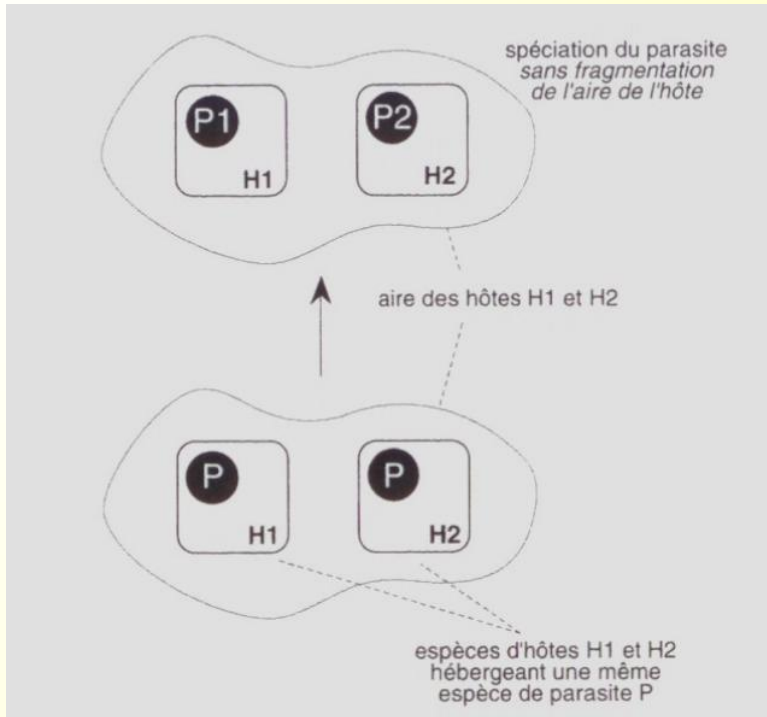 spéciation du parasite
sans fragmentation
de l'aire de l'hôte
P1
P2
H1
H2
aire des hôtes H1 et H2
P
P
H1
H2
espèces d'hôtes H1 et H2
hébergeant une même
espèce de parasite P